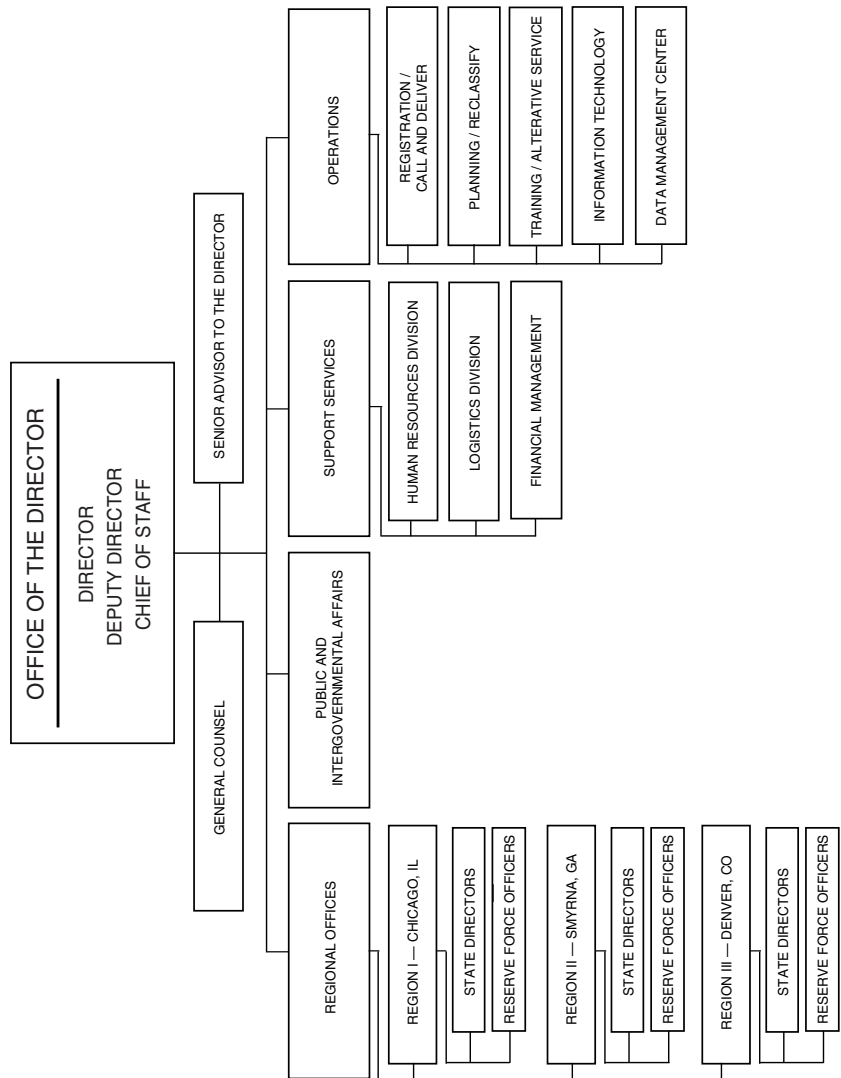 OFFICE OF THE DIRECTOR
DIRECTOR
DEPUTY DIRECTOR
CHIEF OF STAFF
GENERAL COUNSEL
SENIOR ADVISOR TO THE DIRECTOR
REGIONAL OFFICES
PUBLIC AND
INTERGOVERNMENTAL AFFAIRS
SUPPORT SERVICES
OPERATIONS
REGION I — CHICAGO, IL
STATE DIRECTORS
RESERVE FORCE OFFICERS
REGION II — SMYRNA, GA
STATE DIRECTORS
RESERVE FORCE OFFICERS
REGION III — DENVER, CO
STATE DIRECTORS
RESERVE FORCE OFFICERS
HUMAN RESOURCES DIVISION
LOGISTICS DIVISION
FINANCIAL MANAGEMENT
REGISTRATION /
CALL AND DELIVER
PLANNING / RECLASSIFY
TRAINING / ALTERATIVE SERVICE
INFORMATION TECHNOLOGY
DATA MANAGEMENT CENTER